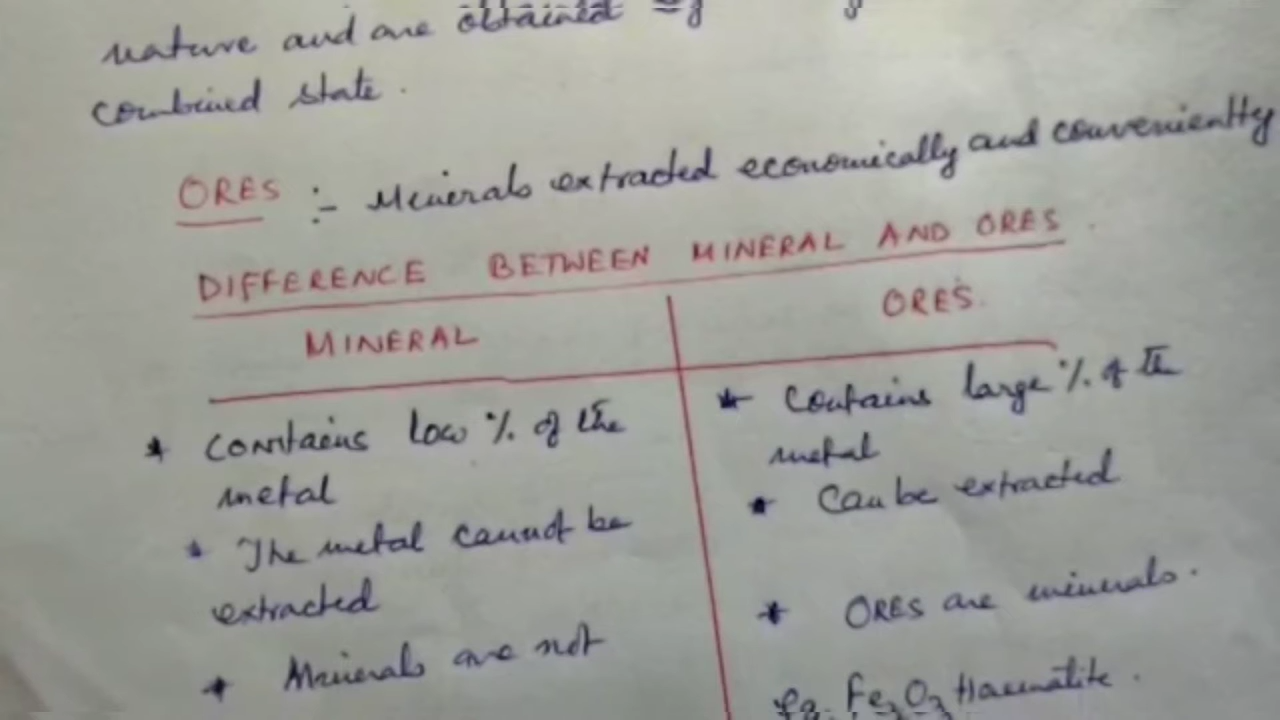 nature and are obtained
combined state.
ORES :- Minerals extracted economically and conveniently
DIFFERENCE BETWEEN MINERAL AND ORES.
MINERAL
ORES.
* Contains low % of the
metal
* The metal cannot be
extracted
* Minerals are not
* Contains large % of the
metal
* Can be extracted
* ORES are minerals.
eg. Fe2O3 Haematite.